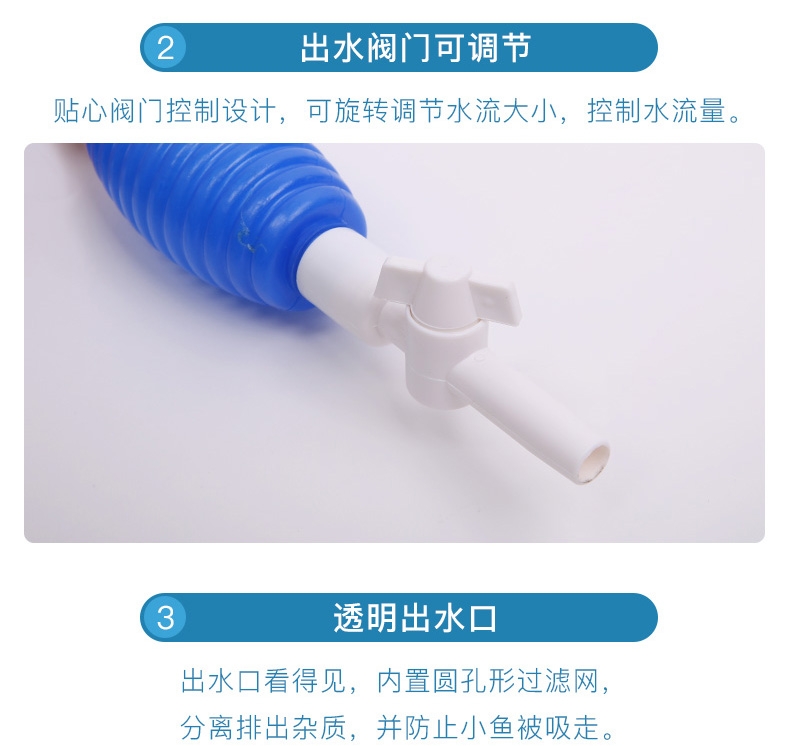 2 出水阀门可调节
贴心阀门控制设计，可旋转调节水流大小，控制水流量。
3 透明出水口
出水口看得见，内置圆孔形过滤网，
分离排出杂质，并防止小鱼被吸走。